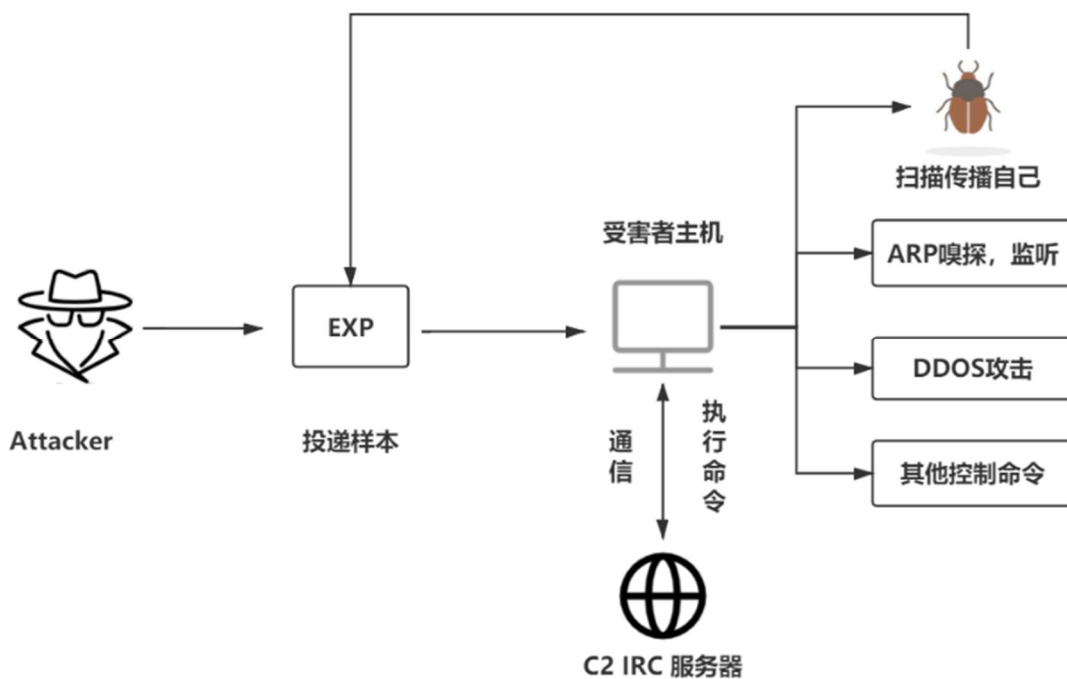 扫描传播自己
受害者主机
ARP嗅探，监听
EXP
DDOS攻击
Attacker
投递样本
通信
执行命令
其他控制命令
C2 IRC 服务器